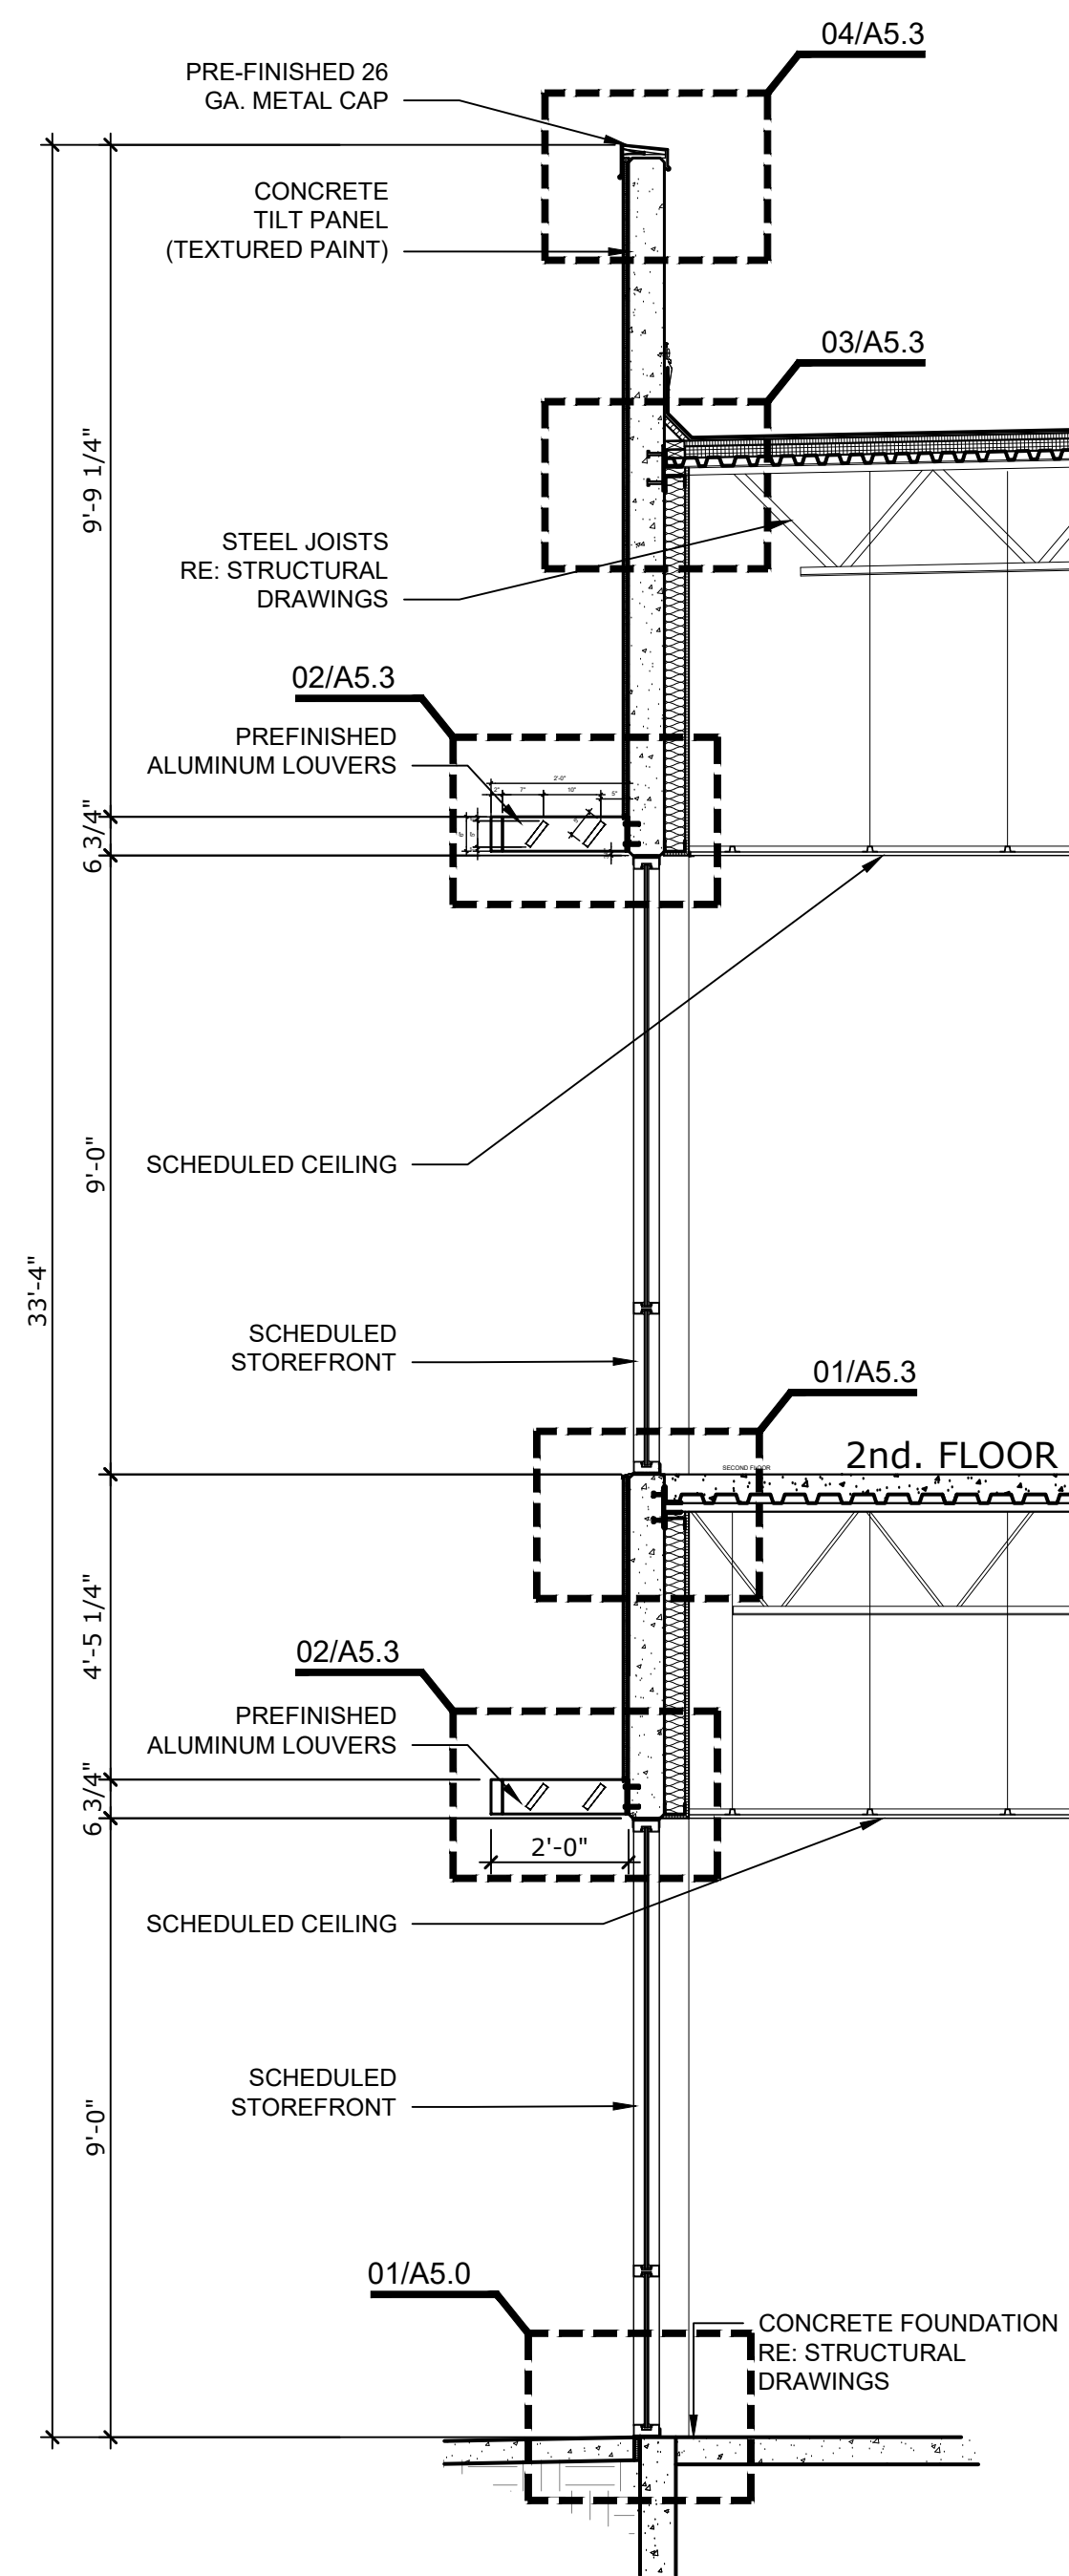 04/A5.3
PRE-FINISHED 26
GA. METAL CAP
CONCRETE
TILT PANEL
(TEXTURED PAINT)
03/A5.3
9'-9 1/4"
STEEL JOISTS
RE: STRUCTURAL
DRAWINGS
02/A5.3
PREFINISHED
ALUMINUM LOUVERS
2'-0"
2"
7"
10"
5"
6 3/4"
9'-0"
SCHEDULED CEILING
33'-4"
SCHEDULED
STOREFRONT
01/A5.3
2nd. FLOOR
SECOND FLOOR
4'-5 1/4"
02/A5.3
PREFINISHED
ALUMINUM LOUVERS
6 3/4"
2'-0"
SCHEDULED CEILING
SCHEDULED
STOREFRONT
9'-0"
01/A5.0
CONCRETE FOUNDATION
RE: STRUCTURAL
DRAWINGS